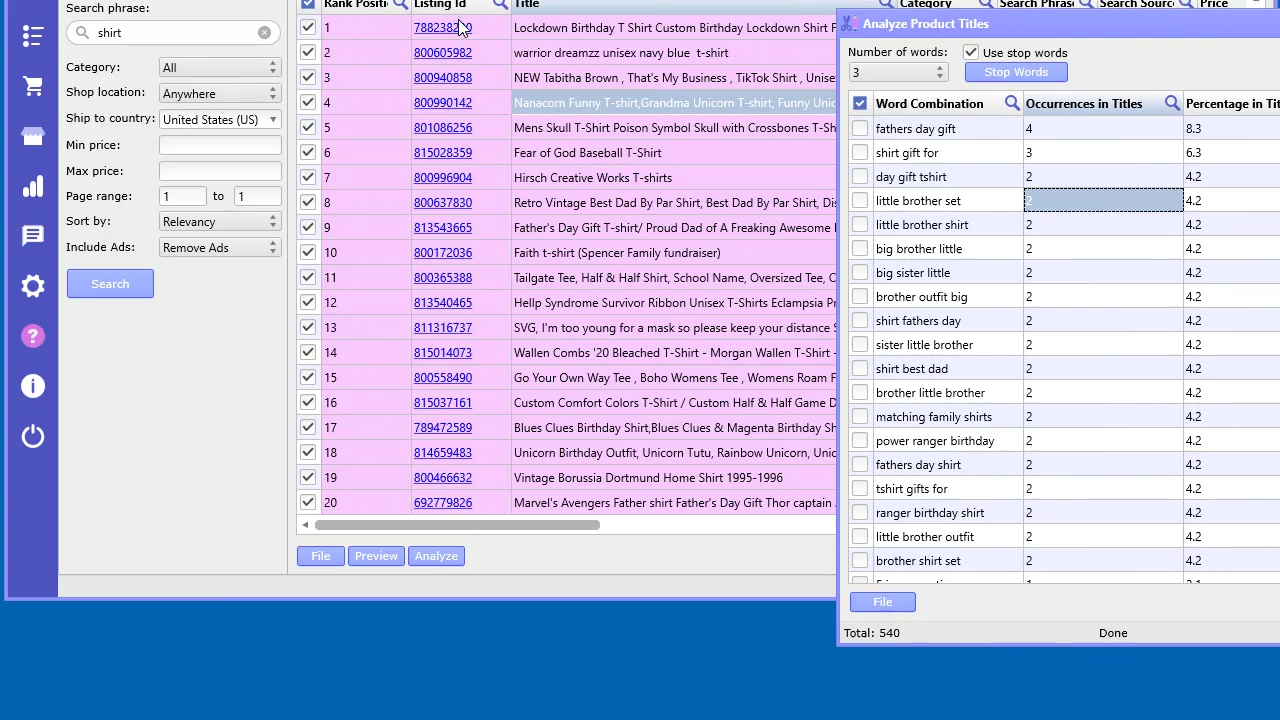 Search phrase:
shirt
Category:
All
Shop location:
Anywhere
Ship to country:
United States (US)
Min price:
Max price:
Page range:
1
to
1
Sort by:
Relevancy
Include Ads:
Remove Ads
Search
Rank Positi
Listing Id
Title
Category
Search Phras
Search Source
Price
1
Lockdown Birthday T Shirt Custom Birthday Lockdown Shirt F
2 800605982 warrior dreamzz unisex navy blue t-shirt
3 800940858 NEW Tabitha Brown , That's My Business , TikTok Shirt , Unise
4 800990142 Nanacorn Funny T-shirt,Grandma Unicorn T-shirt, Funny Unic
5 801086256 Mens Skull T-Shirt Poison Symbol Skull with Crossbones T-Sh
6 815028359 Fear of God Baseball T-Shirt
7 800996904 Hirsch Creative Works T-shirts
8 800637830 Retro Vintage Best Dad By Par Shirt, Best Dad By Par Shirt, Dis
9 813543665 Father's Day Gift T-shirt/ Proud Dad of A Freaking Awesome
10 800172036 Faith t-shirt (Spencer Family fundraiser)
11 800365388 Tailgate Tee, Half & Half Shirt, School Name, Oversized Tee, C
12 813540465 Hellp Syndrome Survivor Ribbon Unisex T-Shirts Eclampsia Pr
13 811316737 SVG, I'm too young for a mask so please keep your distance S
14 815014073 Wallen Combs '20 Bleached T-Shirt - Morgan Wallen T-Shirt -
15 800558490 Go Your Own Way Tee , Boho Womens Tee , Womens Roam F
16 815037161 Custom Comfort Colors T-Shirt / Custom Half & Half Game D
17 789472589 Blues Clues Birthday Shirt,Blues Clues & Magenta Birthday Sh
18 814659483 Unicorn Birthday Outfit, Unicorn Tutu, Rainbow Unicorn, Uni
19 800466632 Vintage Borussia Dortmund Home Shirt 1995-1996
20 692779826 Marvel's Avengers Father shirt Father's Day Gift Thor captain
File
Preview
Analyze
Analyze Product Titles
Number of words:
3
Use stop words
Stop Words
Word Combination
Occurrences in Titles
Percentage in Ti
fathers day gift 4 8.3
shirt gift for 3 6.3
day gift tshirt 2 4.2
little brother set 2 4.2
little brother shirt 2 4.2
big brother little 2 4.2
big sister little 2 4.2
brother outfit big 2 4.2
shirt fathers day 2 4.2
sister little brother 2 4.2
shirt best dad 2 4.2
brother little brother 2 4.2
matching family shirts 2 4.2
power ranger birthday 2 4.2
fathers day shirt 2 4.2
tshirt gifts for 2 4.2
ranger birthday shirt 2 4.2
little brother outfit 2 4.2
brother shirt set 2 4.2
File
Total: 540
Done